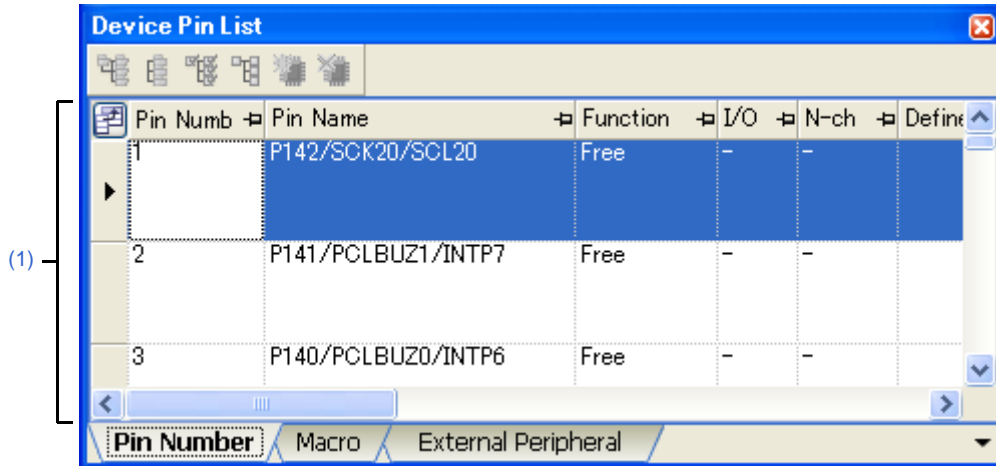 Device Pin List
Pin Numb Pin Name Function I/O N-ch Define
1 P142/SCK20/SCL20 Free - -
(1)
2 P141/PCLBUZ1/INTP7 Free - -
3 P140/PCLBUZ0/INTP6 Free - -
Pin Number Macro External Peripheral